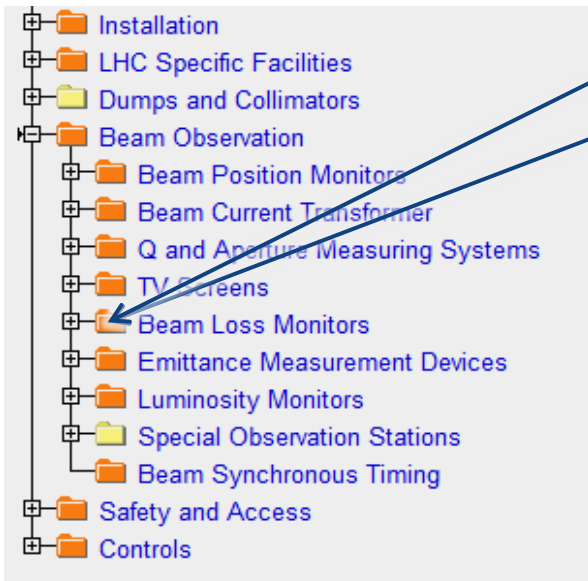 Installation
LHC Specific Facilities
Dumps and Collimators
Beam Observation
Beam Position Monitors
Beam Current Transformer
Q and Aperture Measuring Systems
TV Screens
Beam Loss Monitors
Emittance Measurement Devices
Luminosity Monitors
Special Observation Stations
Beam Synchronous Timing
Safety and Access
Controls